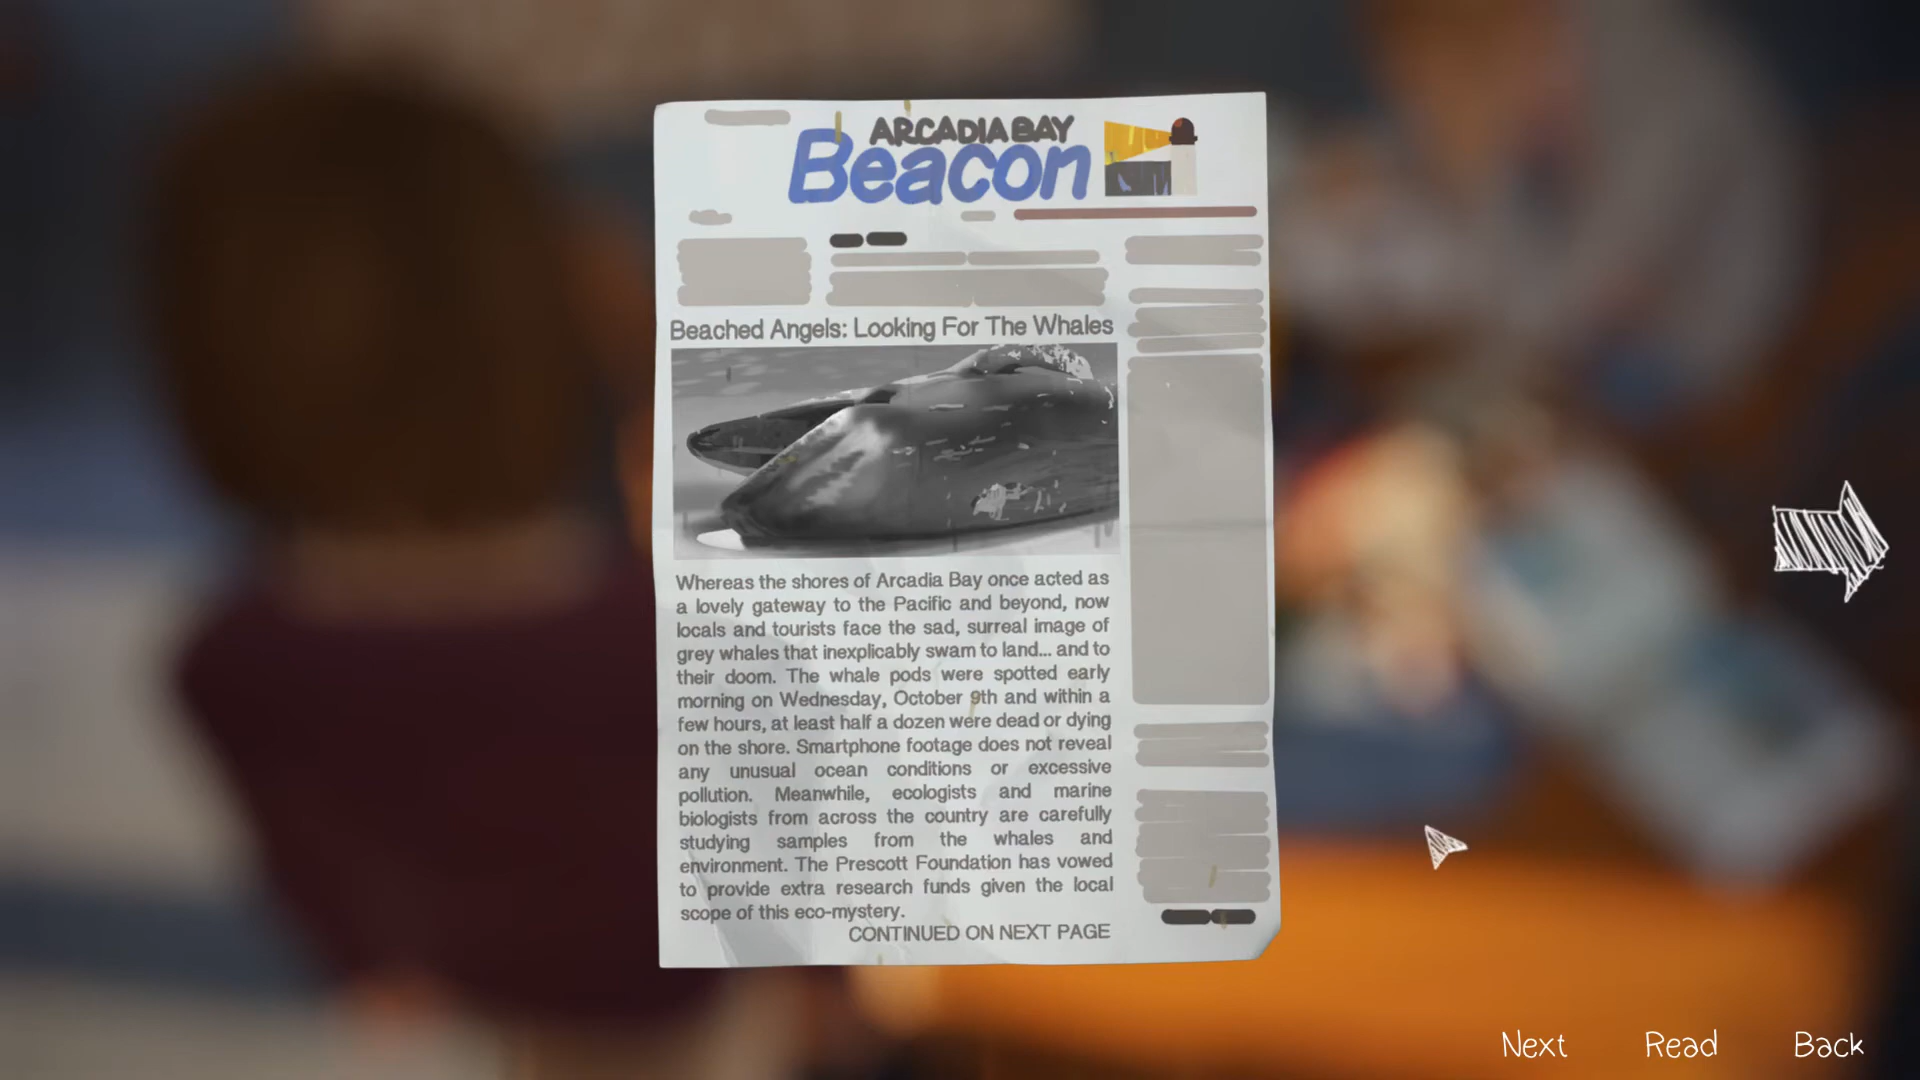 ARCADIA BAY
Beacon
Beached Angels: Looking For The Whales
Whereas the shores of Arcadia Bay once acted as
a lovely gateway to the Pacific and beyond, now
locals and tourists face the sad, surreal image of
grey whales that inexplicably swam to land... and to
their doom. The whale pods were spotted early
morning on Wednesday, October 9th and within a
few hours, at least half a dozen were dead or dying
on the shore. Smartphone footage does not reveal
any unusual ocean conditions or excessive
pollution. Meanwhile, ecologists and marine
biologists from across the country are carefully
studying samples from the whales and
environment. The Prescott Foundation has vowed
to provide extra research funds given the local
scope of this eco-mystery.
CONTINUED ON NEXT PAGE
Next Read Back